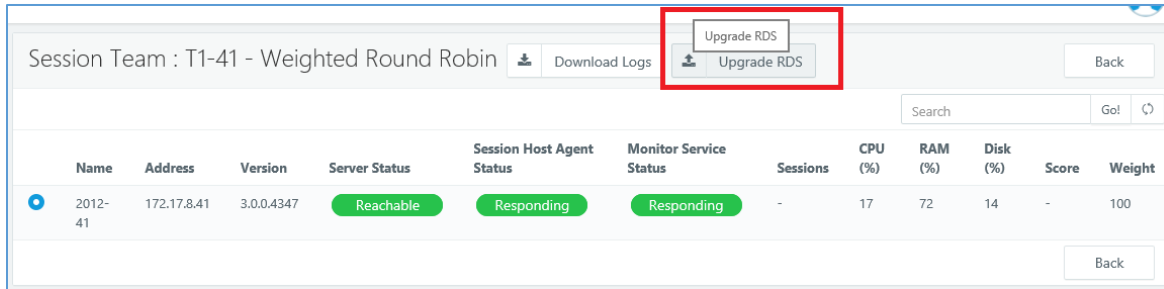 Upgrade RDS
Session Team : T1-41 - Weighted Round Robin Download Logs Upgrade RDS Back
Search Go!
Name Address Version Server Status Session Host Agent Status Monitor Service Status Sessions CPU (%) RAM (%) Disk (%) Score Weight
2012-41 172.17.8.41 3.0.0.4347 Reachable Responding Responding - 17 72 14 - 100
Back